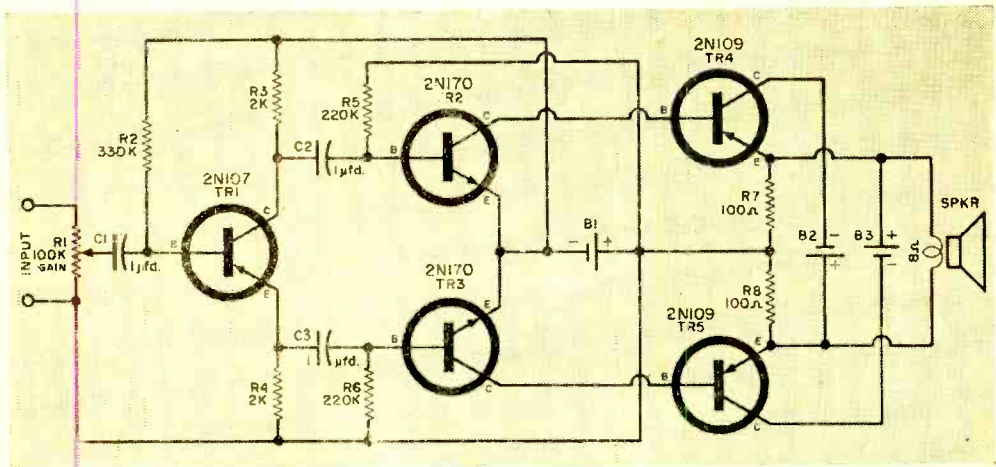 2N109
TR4
C
B
E
2N170
TR2
C
B
E
R3
2K
R5
220K
R2
330K
C2
1µfd.
2N107
TR1
C
B
E
INPUT
R1
100K
GAIN
C1
1µfd.
R7
100Ω
B1
- +
B2
-
+
B3
+
-
SPKR
8Ω
2N170
TR3
E
B
C
R8
100Ω
2N109
TR5
E
B
C
C3
1 µfd.
R4
2K
R6
220K